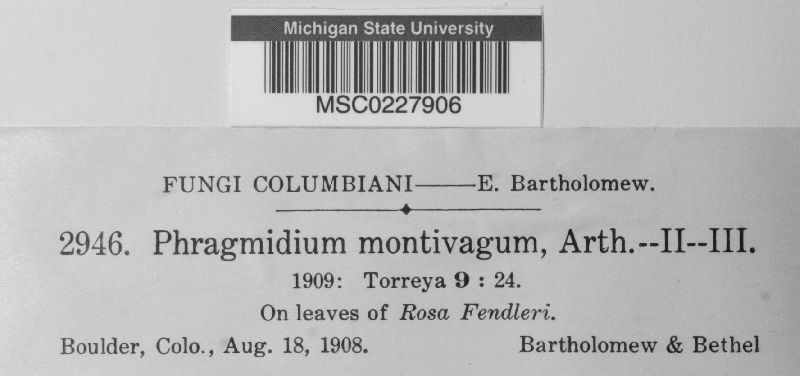 Michigan State University
MSC0227906
FUNGI COLUMBIANI——E. Bartholomew.
2946. Phragmidium montivagum, Arth.--II--III.
1909: Torreya 9 : 24.
On leaves of Rosa Fendleri.
Boulder, Colo., Aug. 18, 1908. Bartholomew & Bethel